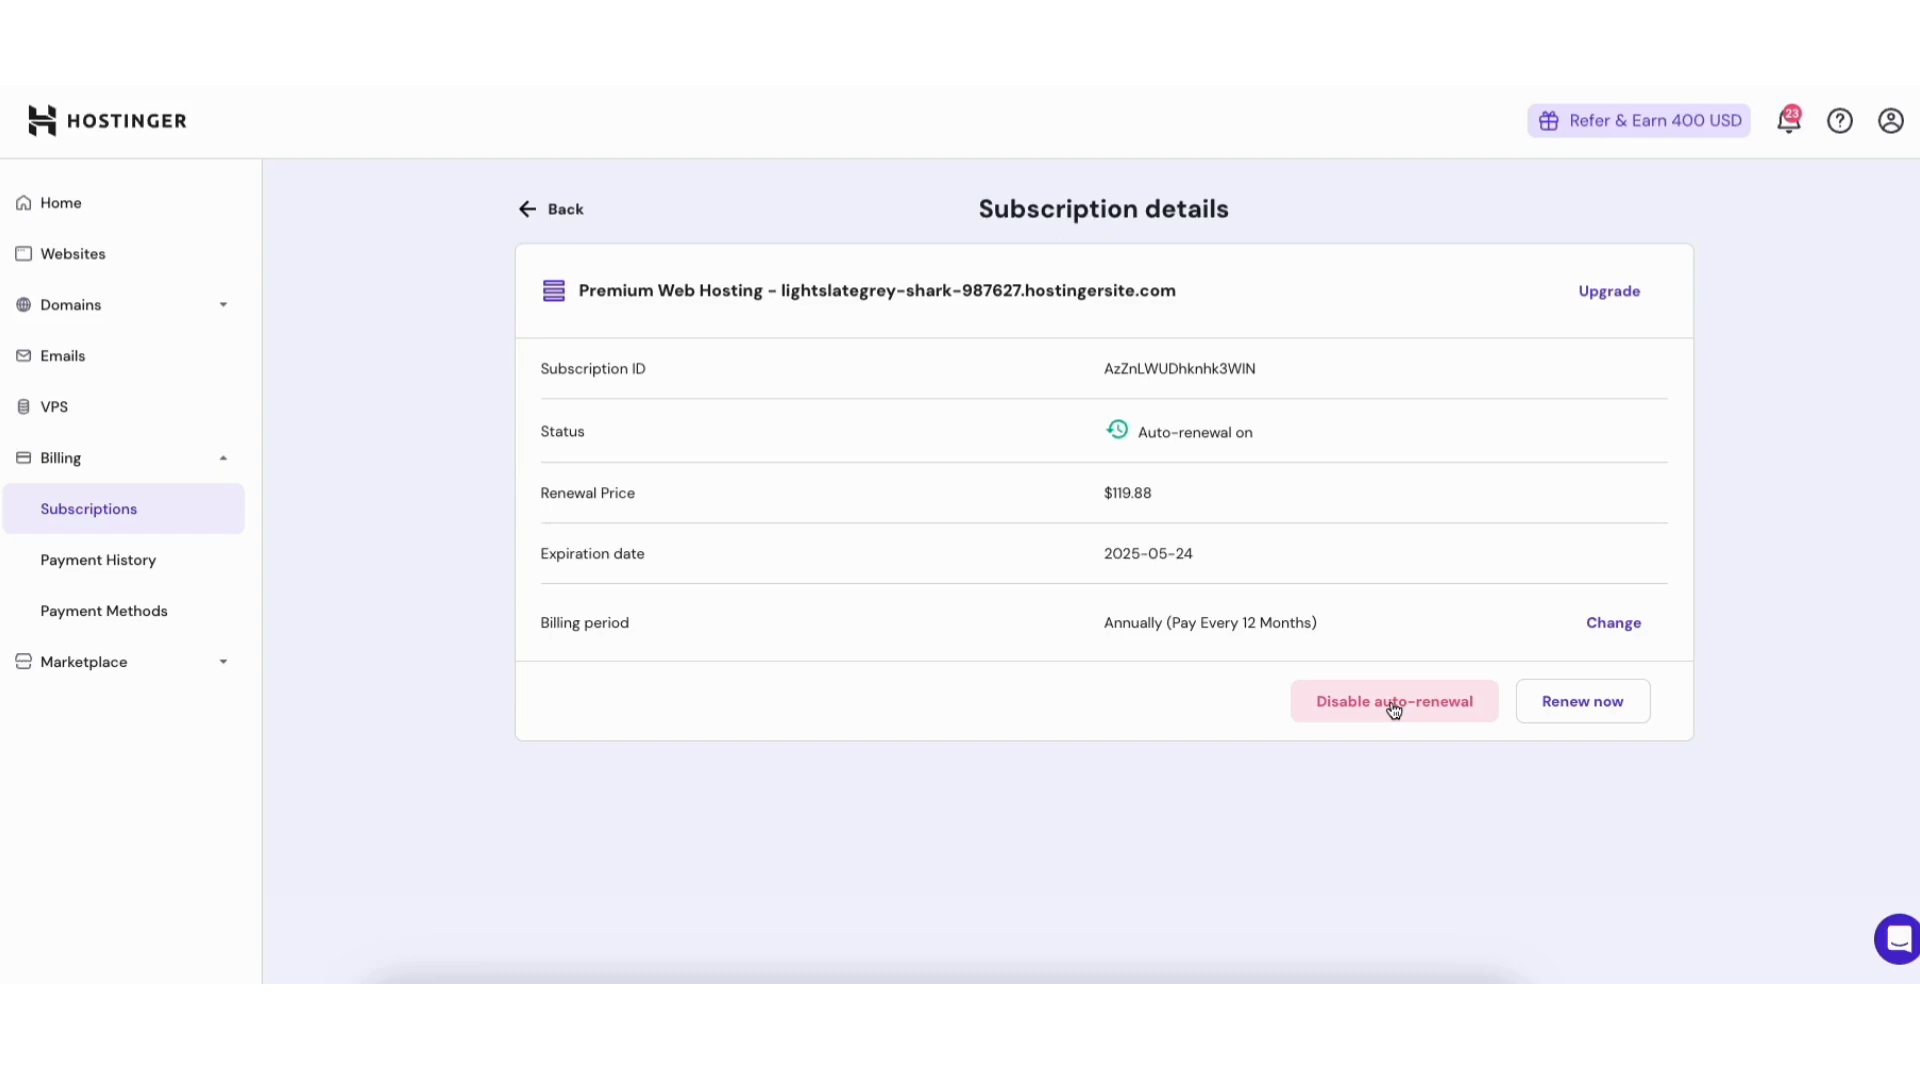 HOSTINGER
Refer & Earn 400 USD
23
Home
Websites
Domains
Emails
VPS
Billing
Subscriptions
Payment History
Payment Methods
Marketplace
Back
Subscription details
Premium Web Hosting - lightslategrey-shark-987627.hostingersite.com
Upgrade
Subscription ID AzZnLWUDhknhk3WIN
Status Auto-renewal on
Renewal Price $119.88
Expiration date 2025-05-24
Billing period Annually (Pay Every 12 Months) Change
Disable auto-renewal Renew now